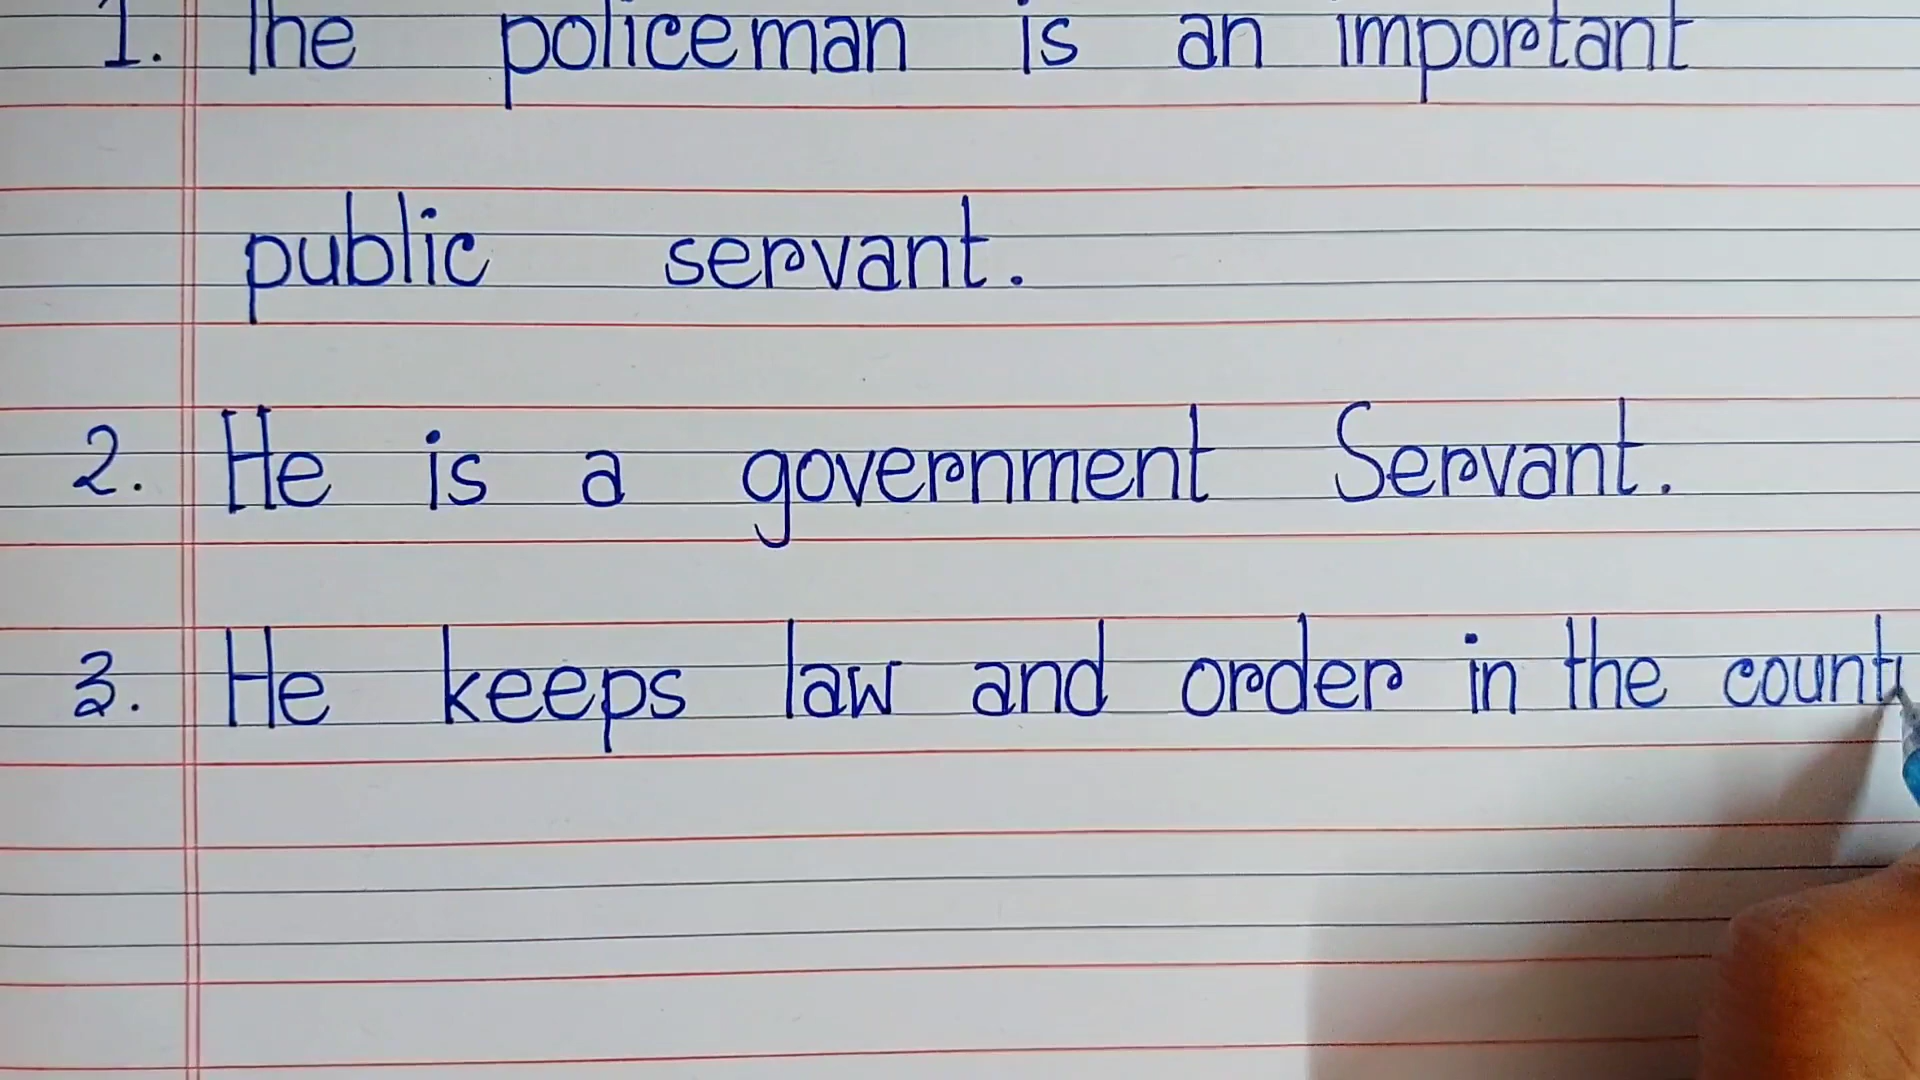 1. The policeman is an important
public servant.
2. He is a government Servant.
3. He keeps law and order in the count